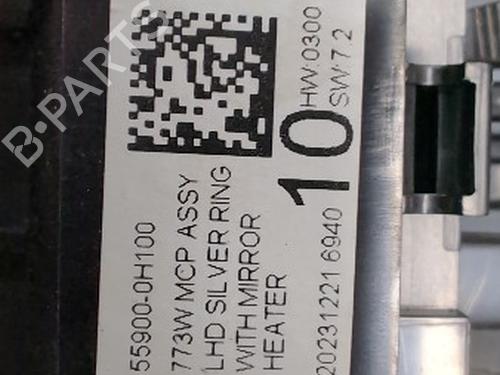 55900-0H100
773W MCP ASSY
LHD SILVER RING
WITH MIRROR
HEATER
10
HW:0300
SW:7.2
20231221 6940
B-PARTS